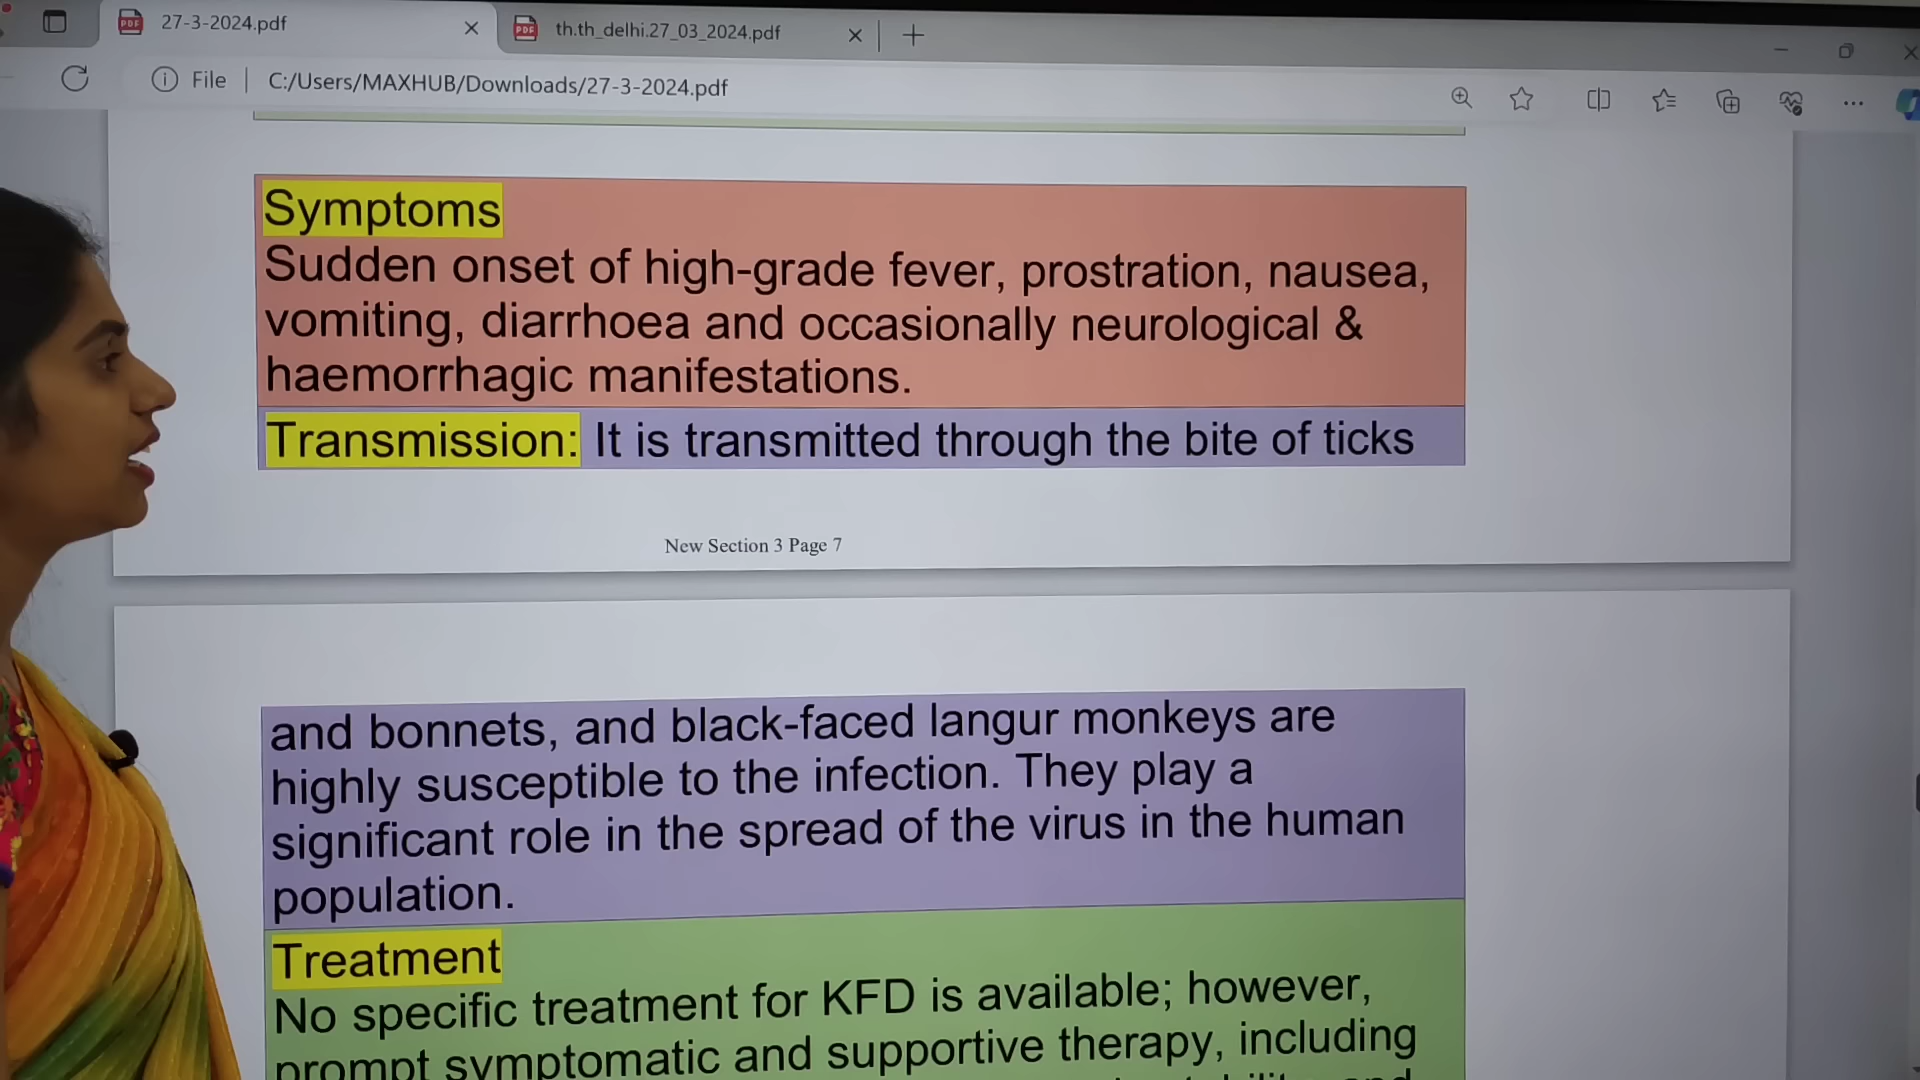 27-3-2024.pdf
th.th_delhi.27_03_2024.pdf
File
C:/Users/MAXHUB/Downloads/27-3-2024.pdf
Symptoms
Sudden onset of high-grade fever, prostration, nausea,
vomiting, diarrhoea and occasionally neurological &
haemorrhagic manifestations.
Transmission: It is transmitted through the bite of ticks
New Section 3 Page 7
and bonnets, and black-faced langur monkeys are
highly susceptible to the infection. They play a
significant role in the spread of the virus in the human
population.
Treatment
No specific treatment for KFD is available; however,
prompt symptomatic and supportive therapy, including